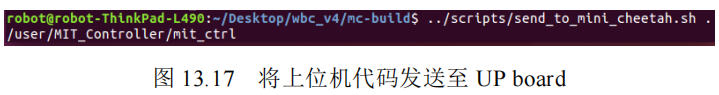 robot@robot-ThinkPad-L490:~/Desktop/wbc_v4/mc-build$ ../scripts/send_to_mini_cheetah.sh .
/user/MIT_Controller/mit_ctrl
图 13.17 将上位机代码发送至 UP board